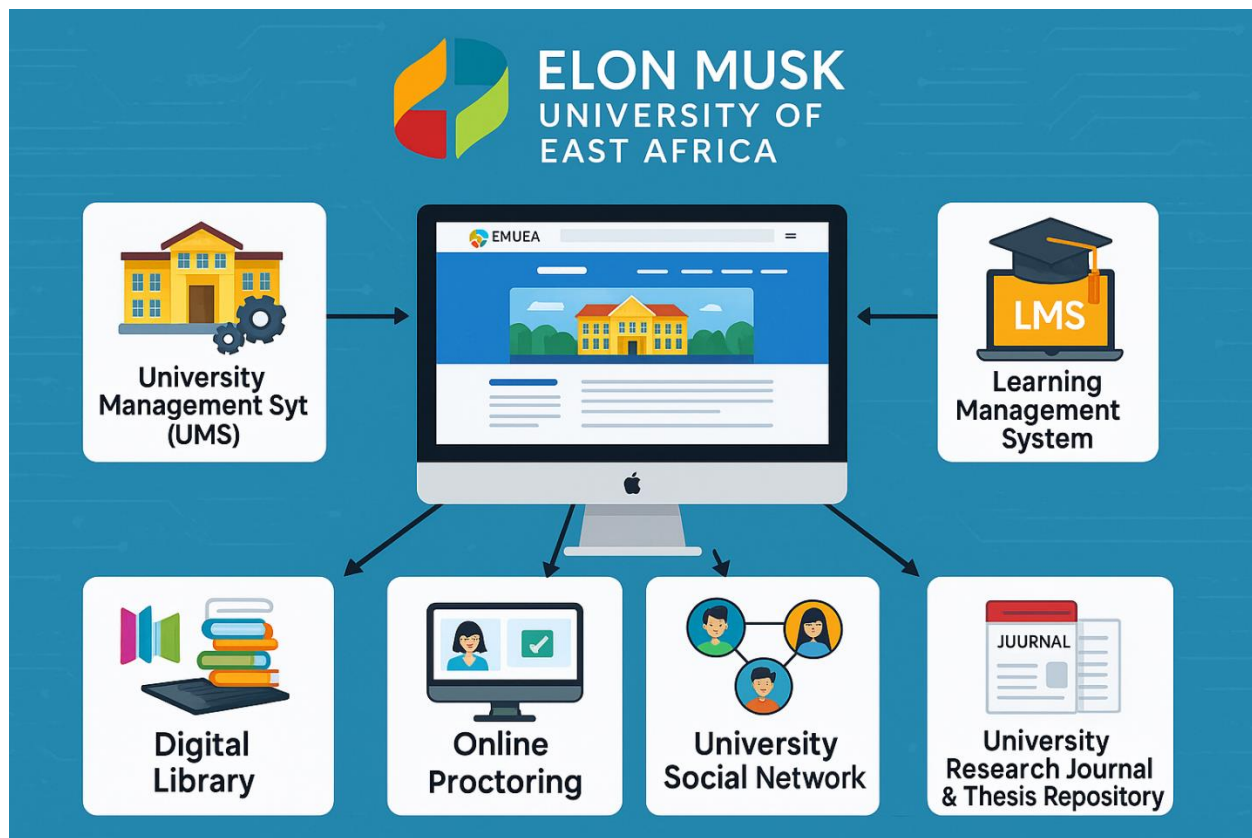 ELON MUSK
UNIVERSITY OF
EAST AFRICA
EMUEA
University
Management Syt
(UMS)
LMS
Learning
Management
System
Digital
Library
Online
Proctoring
University
Social Network
JUURNAL
University
Research Journal
& Thesis Repository